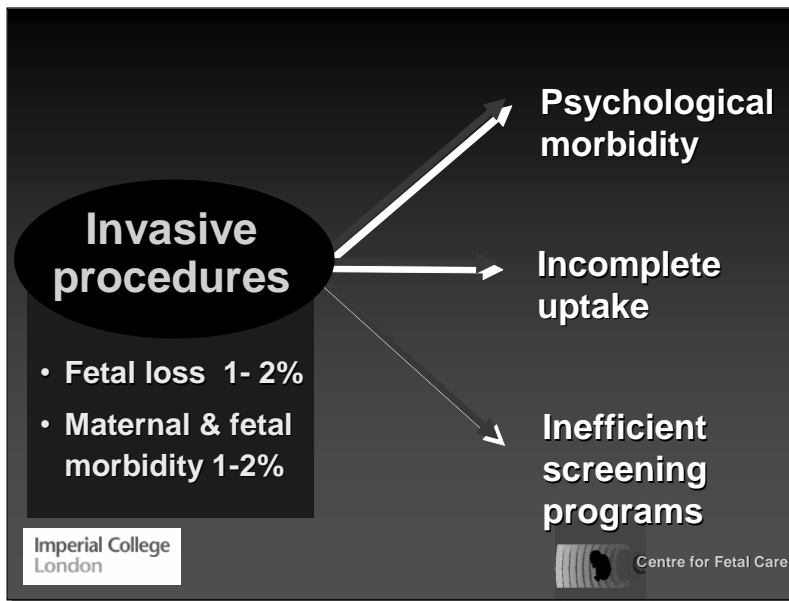 Invasive
procedures
• Fetal loss 1- 2%
• Maternal & fetal
morbidity 1-2%
Psychological
morbidity
Incomplete
uptake
Inefficient
screening
programs
Imperial College
London
Centre for Fetal Care